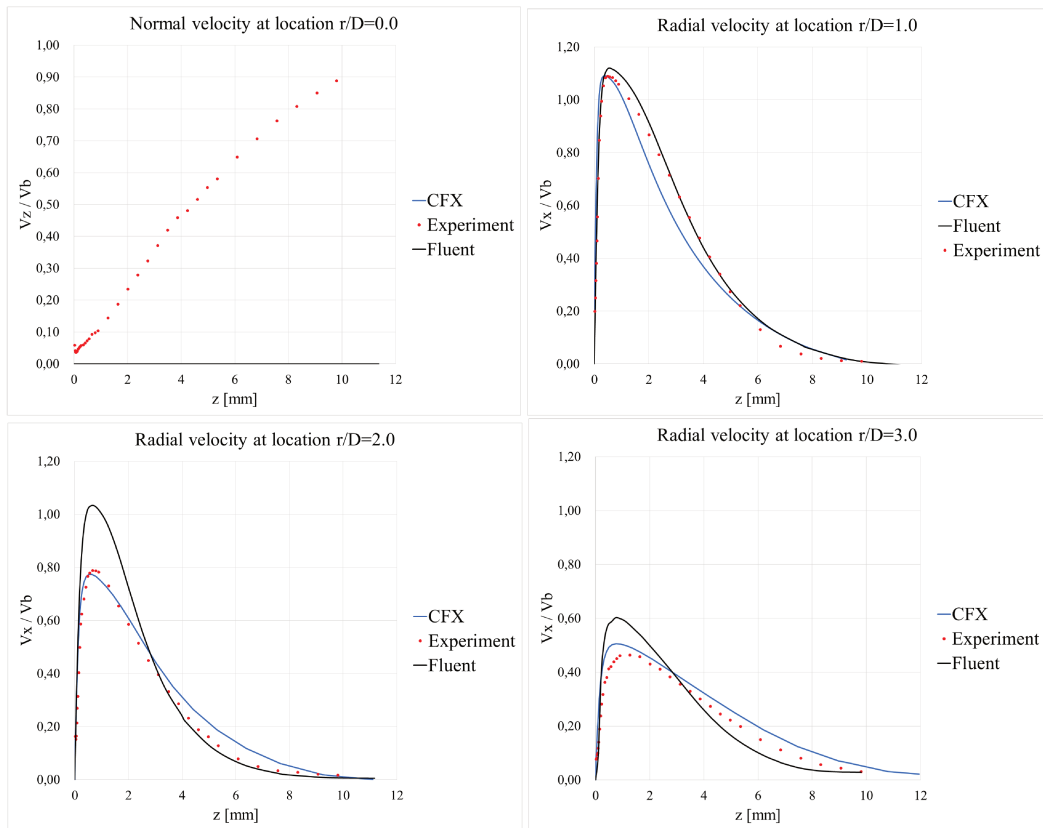 Normal velocity at location r/D=0.0
1,00
0,90
0,80
0,70
0,60
0,50
0,40
0,30
0,20
0,10
0,00
Vz / Vb
0 2 4 6 8 10 12
z [mm]
CFX
Experiment
Fluent
Radial velocity at location r/D=1.0
1,20
1,00
0,80
0,60
0,40
0,20
0,00
Vx / Vb
0 2 4 6 8 10 12
z [mm]
CFX
Fluent
Experiment
Radial velocity at location r/D=2.0
1,20
1,00
0,80
0,60
0,40
0,20
0,00
Vx / Vb
0 2 4 6 8 10 12
z [mm]
CFX
Experiment
Fluent
Radial velocity at location r/D=3.0
1,20
1,00
0,80
0,60
0,40
0,20
0,00
Vx / Vb
0 2 4 6 8 10 12
z [mm]
CFX
Experiment
Fluent